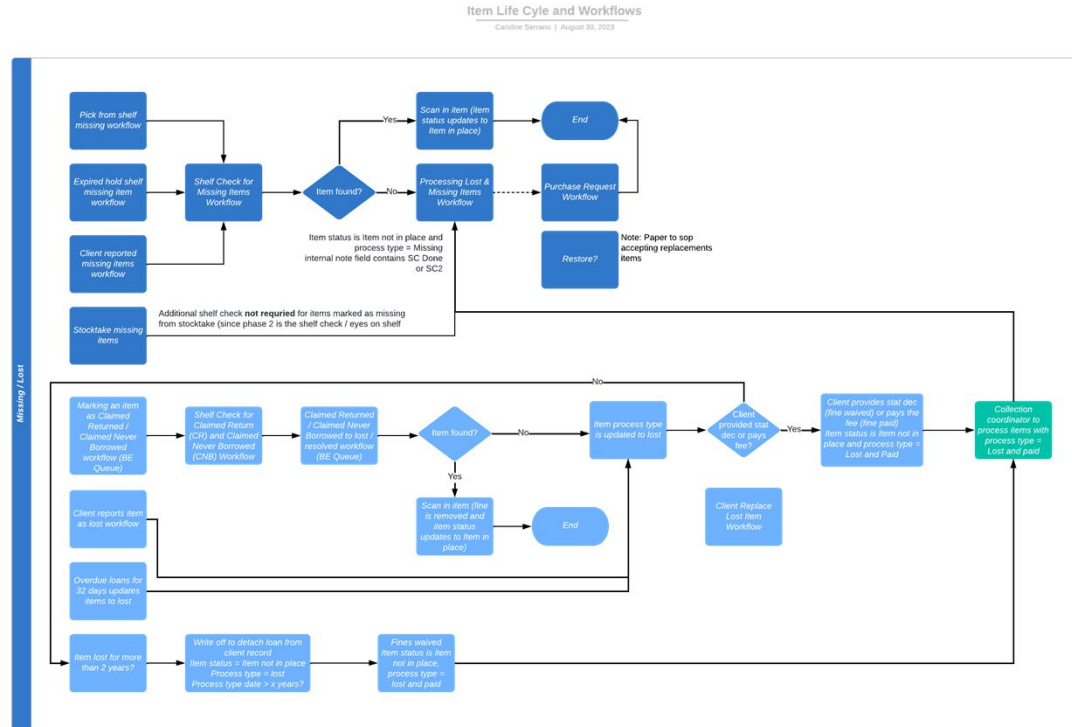 Item Life Cyle and Workflows
Caroline Serrano | August 30, 2023
Missing / Lost
Pick from shelf
missing workflow
Expired hold shelf
missing item
workflow
Client reported
missing items
workflow
Stocktake missing
items
Shelf Check for
Missing Items
Workflow
Item found?
Yes
No
Scan in item (item
status updates to
Item in place)
End
Processing Lost &
Missing Items
Workflow
Purchase Request
Workflow
Item status is Item not in place and
process type = Missing
internal note field contains SC Done
or SC2
Restore?
Note: Paper to sop
accepting replacements
items
Additional shelf check not requried for items marked as missing
from stocktake (since phase 2 is the shelf check / eyes on shelf
No
Marking an item
as Claimed
Returned /
Claimed Never
Borrowed
workflow (BE
Queue)
Shelf Check for
Claimed Return
(CR) and Claimed
Never Borrowed
(CNB) Workflow
Claimed Returned
/ Claimed Never
Borrowed to lost /
resolved workflow
(BE Queue)
Item found?
No
Yes
Item process type
is updated to lost
Client
provided stat
dec or pays
fee?
Yes
Client provides stat dec
(fine waived) or pays the
fee (fine paid)
Item status is Item not in
place and process type =
Lost and Paid
Collection
coordinator to
process items with
process type =
Lost and paid
Client reports item
as lost workflow
Scan in item (fine
is removed and
item status
updates to Item in
place)
End
Client Replace
Lost Item
Workflow
Overdue loans for
32 days updates
items to lost
Item lost for more
than 2 years?
Write off to detach loan from
client record
Item status = Item not in place
Process type = lost
Process type date > x years?
Fines waived
Item status is item
not in place,
process type =
lost and paid